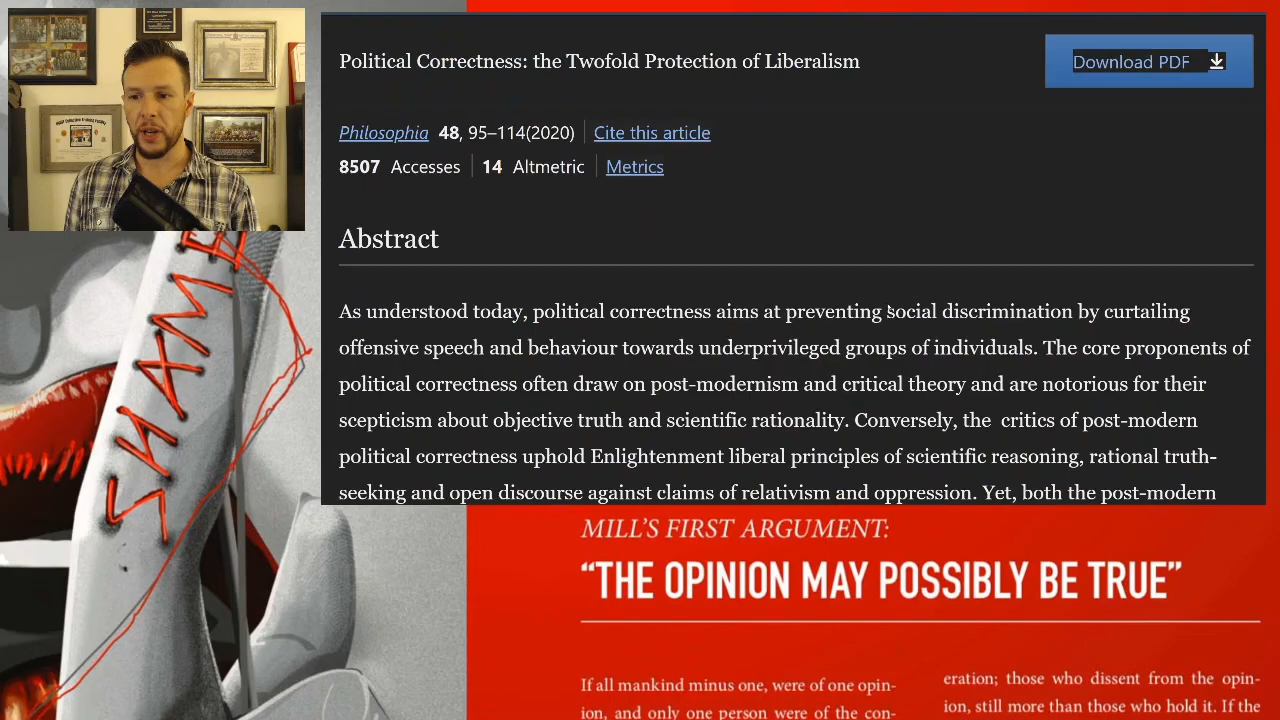 Political Correctness: the Twofold Protection of Liberalism
Download PDF
Philosophia 48, 95–114(2020) Cite this article
8507 Accesses 14 Altmetric Metrics
Abstract
As understood today, political correctness aims at preventing social discrimination by curtailing
offensive speech and behaviour towards underprivileged groups of individuals. The core proponents of
political correctness often draw on post-modernism and critical theory and are notorious for their
scepticism about objective truth and scientific rationality. Conversely, the critics of post-modern
political correctness uphold Enlightenment liberal principles of scientific reasoning, rational truth-
seeking and open discourse against claims of relativism and oppression. Yet, both the post-modern
SHAME
MILL’S FIRST ARGUMENT:
“THE OPINION MAY POSSIBLY BE TRUE”
If all mankind minus one, were of one opin-
ion, and only one person were of the con-
eration; those who dissent from the opin-
ion, still more than those who hold it. If the